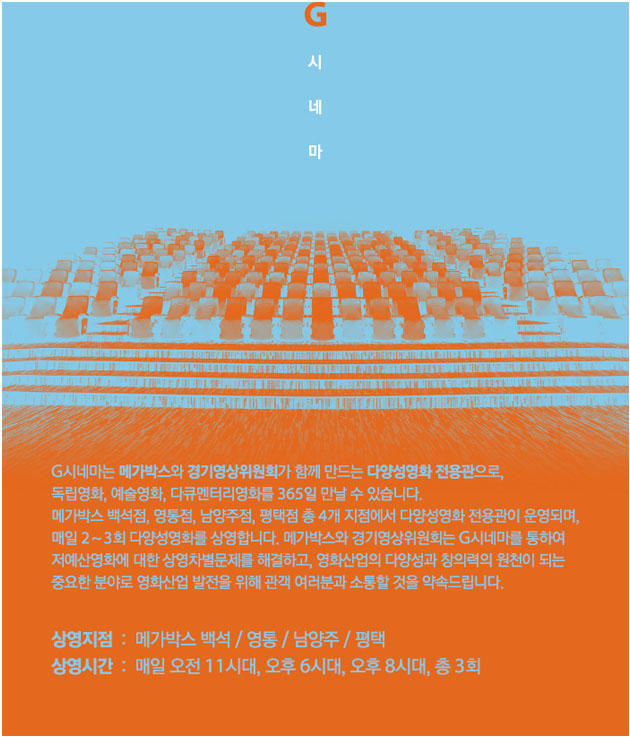 G
시
네
마
G시네마는 메가박스와 경기영상위원회가 함께 만드는 다양성영화 전용관으로,
독립영화, 예술영화, 다큐멘터리영화를 365일 만날 수 있습니다.
메가박스 백석점, 영통점, 남양주점, 평택점 총 4개 지점에서 다양성영화 전용관이 운영되며,
매일 2~3회 다양성영화를 상영합니다. 메가박스와 경기영상위원회는 G시네마를 통하여
저예산영화에 대한 상영차별문제를 해결하고, 영화산업의 다양성과 창의력의 원천이 되는
중요한 분야로 영화산업 발전을 위해 관객 여러분과 소통할 것을 약속드립니다.
상영지점 : 메가박스 백석 / 영통 / 남양주 / 평택
상영시간 : 매일 오전 11시대, 오후 6시대, 오후 8시대, 총 3회